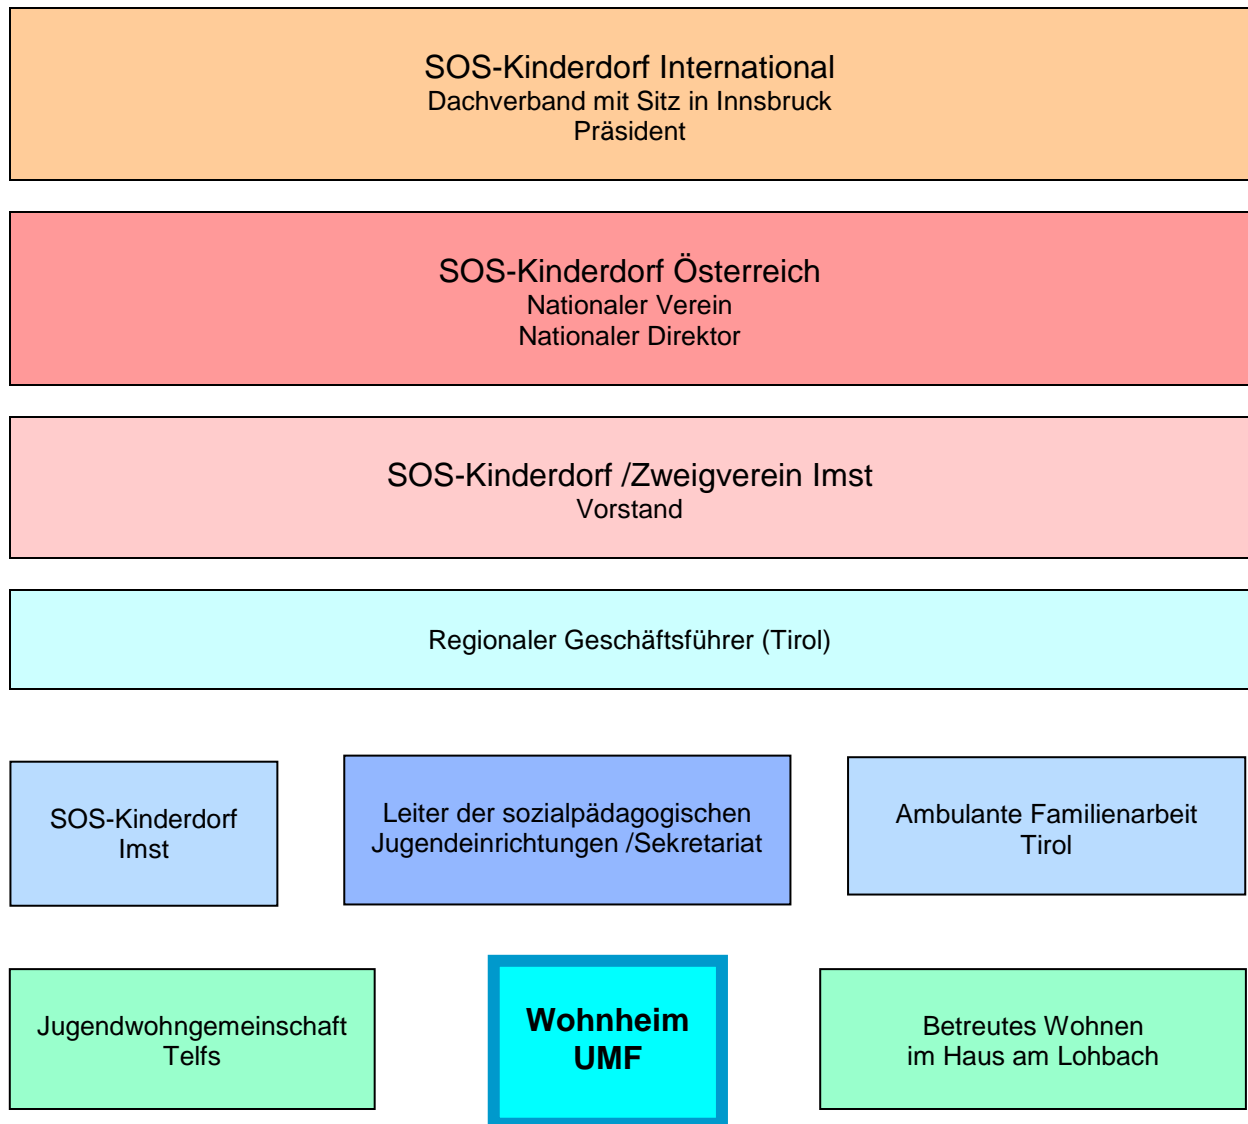 SOS-Kinderdorf International
Dachverband mit Sitz in Innsbruck
Präsident
SOS-Kinderdorf Österreich
Nationaler Verein
Nationaler Direktor
SOS-Kinderdorf /Zweigverein Imst
Vorstand
Regionaler Geschäftsführer (Tirol)
SOS-Kinderdorf
Imst
Leiter der sozialpädagogischen
Jugendeinrichtungen /Sekretariat
Ambulante Familienarbeit
Tirol
Jugendwohngemeinschaft
Telfs
Wohnheim
UMF
Betreutes Wohnen
im Haus am Lohbach